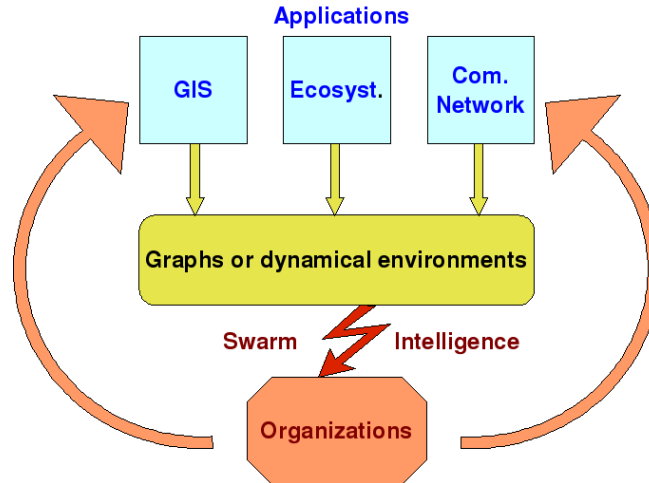 Applications
GIS
Ecosyst.
Com.
Network
Graphs or dynamical environments
Swarm Intelligence
Organizations